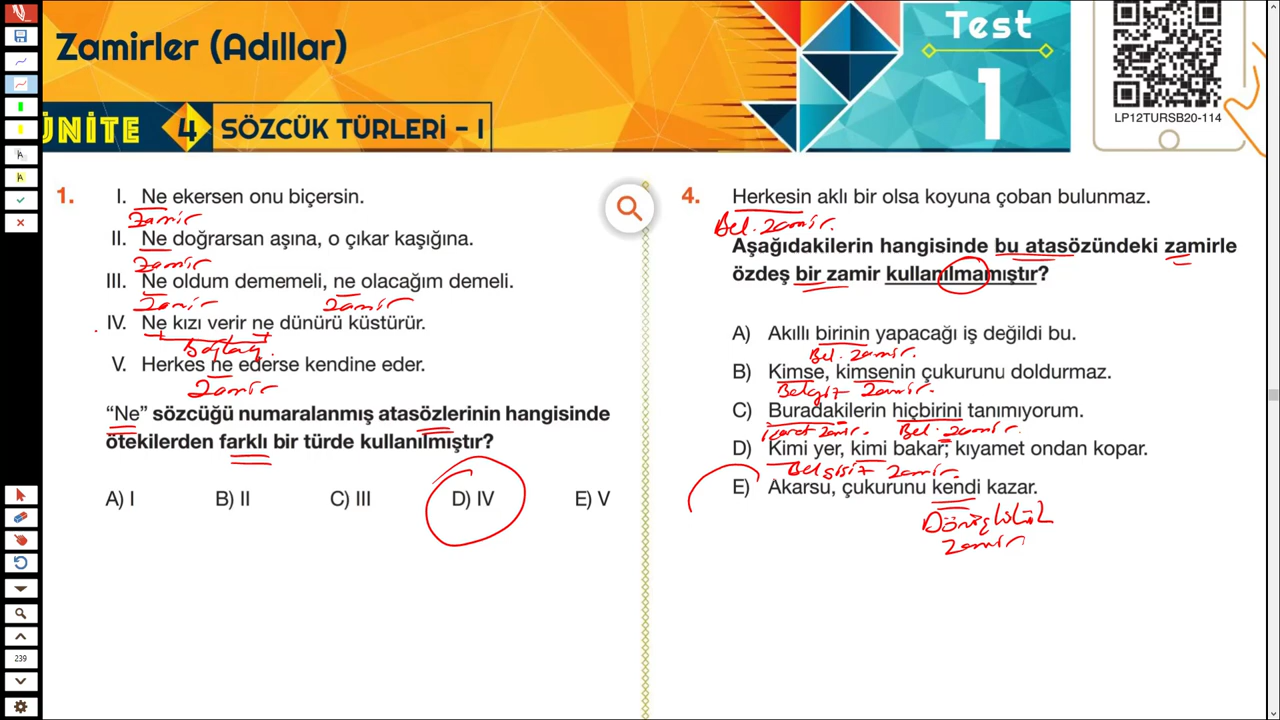 Zamirler (Adıllar)
Test
1
ÜNİTE 4 SÖZCÜK TÜRLERİ - I
LP12TURSB20-114
1. I. Ne ekersen onu biçersin.
Zamir
II. Ne doğrarsan aşına, o çıkar kaşığına.
Zamir
III. Ne oldum dememeli, ne olacağım demeli.
Zamir Zamir
IV. Ne kızı verir ne dünürü küstürür.
Bağlaç.
V. Herkes ne ederse kendine eder.
Zamir
“Ne” sözcüğü numaralanmış atasözlerinin hangisinde
ötekilerden farklı bir türde kullanılmıştır?
A) I B) II C) III D) IV E) V
4. Herkesin aklı bir olsa koyuna çoban bulunmaz.
Bel. Zamir.
Aşağıdakilerin hangisinde bu atasözündeki zamirle
özdeş bir zamir kullanılmamıştır?
A) Akıllı birinin yapacağı iş değildi bu.
Bel. Zamir.
B) Kimse, kimsenin çukurunu doldurmaz.
Belgsiz Zamir.
C) Buradakilerin hiçbirini tanımıyorum.
işaret zamir. Bel. zamir.
D) Kimi yer, kimi bakar; kıyamet ondan kopar.
Belgisiz zamir.
E) Akarsu, çukurunu kendi kazar.
Dönüşlülük
zamir
239